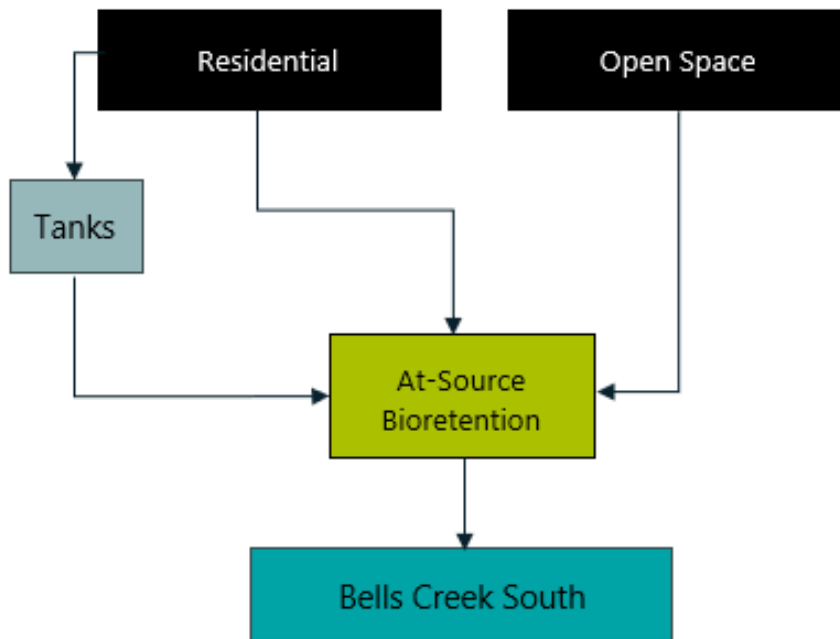 Residential
Open Space
Tanks
At-Source
Bioretention
Bells Creek South